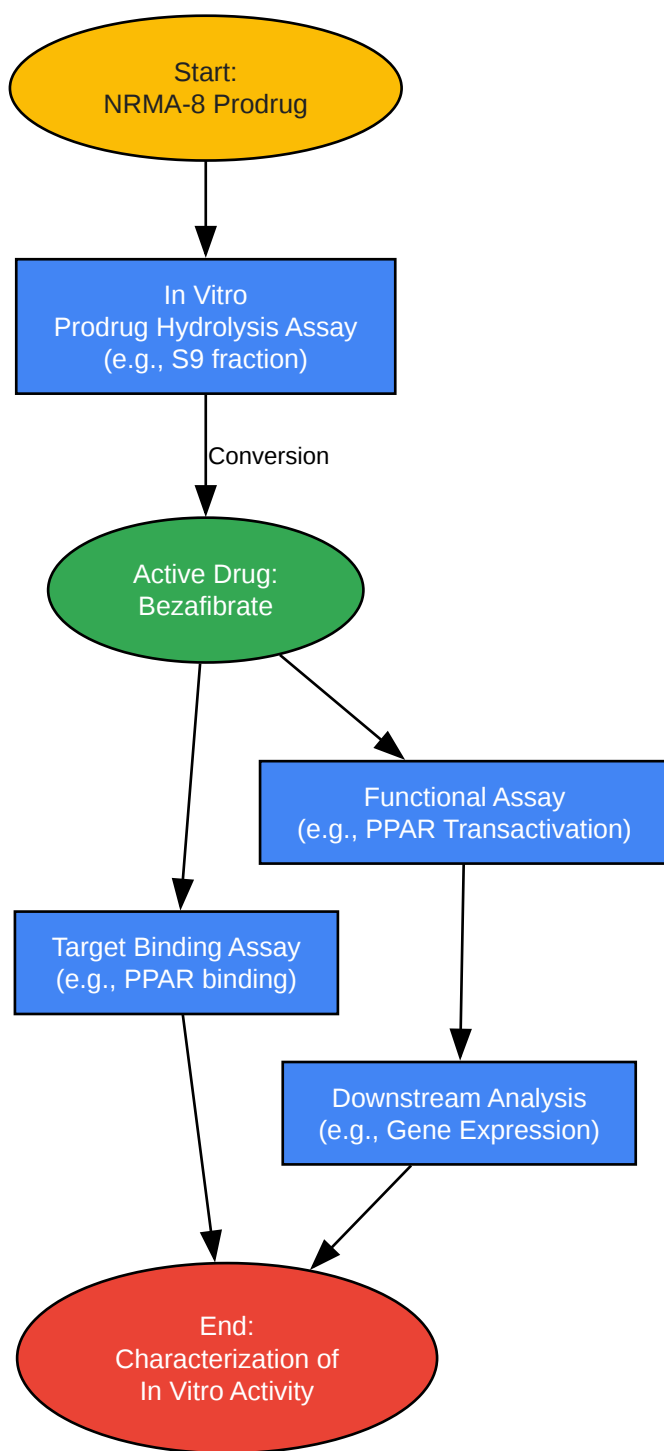 Start:
NRMA-8 Prodrug
In Vitro
Prodrug Hydrolysis Assay
(e.g., S9 fraction)
Conversion
Active Drug:
Bezafibrate
Functional Assay
(e.g., PPAR Transactivation)
Target Binding Assay
(e.g., PPAR binding)
Downstream Analysis
(e.g., Gene Expression)
End:
Characterization of
In Vitro Activity